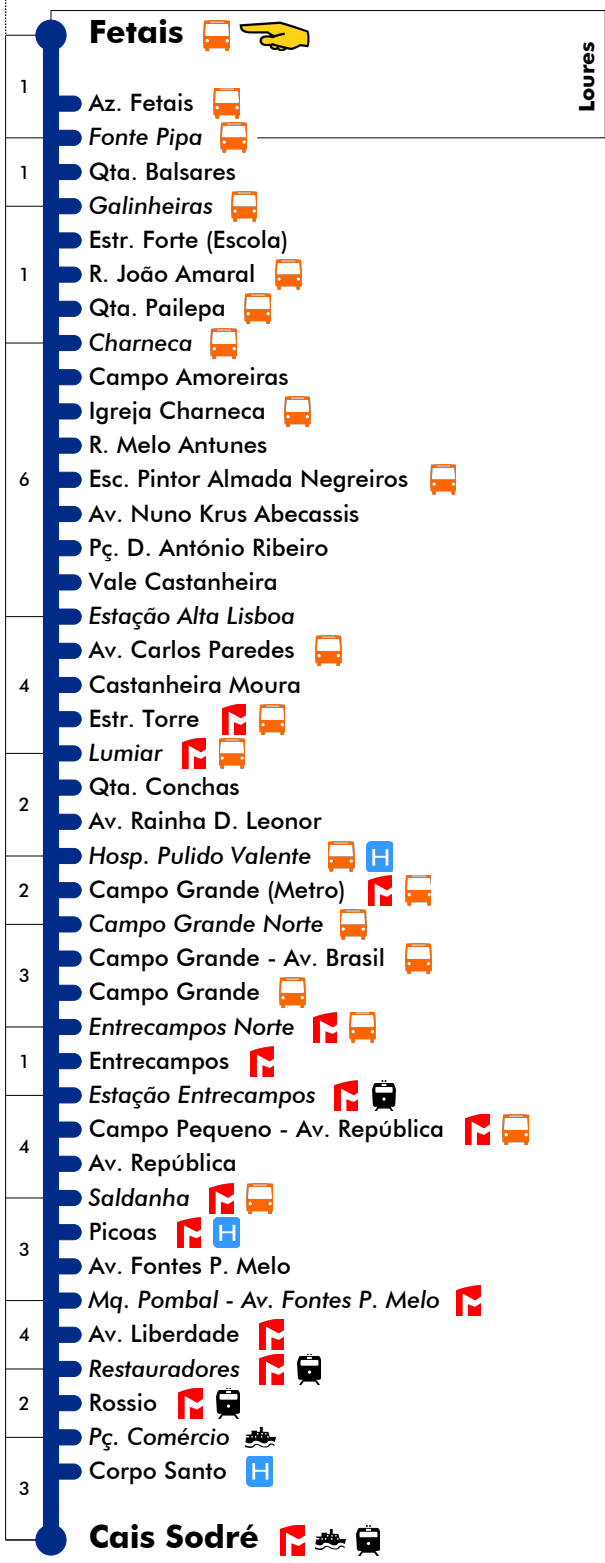 Fetais
Loures
1
Az. Fetais
Fonte Pipa
1
Qta. Balsares
Galinheiras
Estr. Forte (Escola)
1
R. João Amaral
Qta. Pailepa
Charneca
Campo Amoreiras
Igreja Charneca
R. Melo Antunes
6
Esc. Pintor Almada Negreiros
H
Av. Nuno Krus Abecassis
Pç. D. António Ribeiro
Vale Castanheira
Estação Alta Lisboa
Av. Carlos Paredes
4
Castanheira Moura
Estr. Torre
Lumiar
Qta. Conchas
2
Av. Rainha D. Leonor
Hosp. Pulido Valente H
2
Campo Grande (Metro)
Campo Grande Norte
Campo Grande - Av. Brasil
3
Campo Grande
Entrecampos Norte
1
Entrecampos
Estação Entrecampos
Campo Pequeno - Av. República
4
Av. República
Saldanha
Picoas H
3
Av. Fontes P. Melo
Mq. Pombal - Av. Fontes P. Melo
4
Av. Liberdade
Restauradores
2
Rossio
Pç. Comércio
Corpo Santo H
3
Cais Sodré